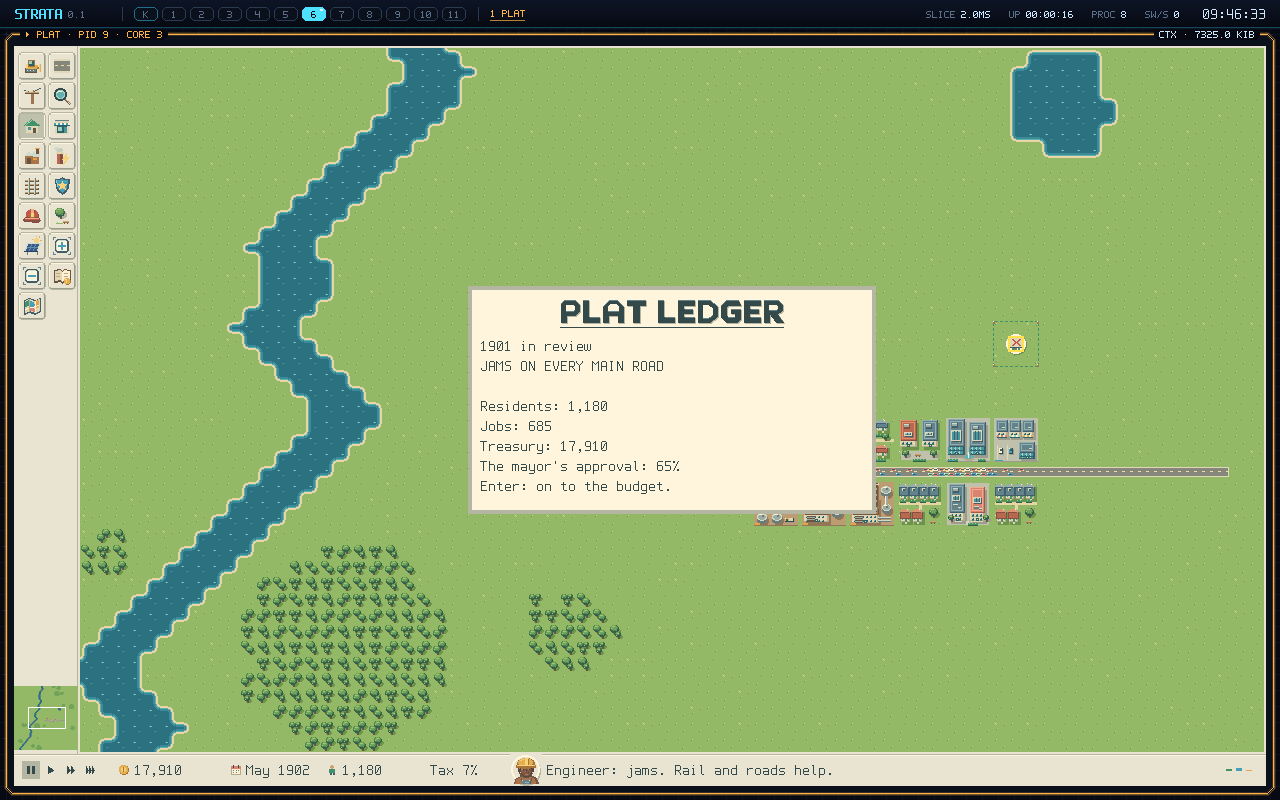 STRATA 0.1 K 1 2 3 4 5 6 7 8 9 10 11 1 PLAT SLICE 2.0MS UP 00:00:16 PROC 8 SW/S 0 09:46:33
PLAT · PID 9 · CORE 3 CTX · 7325.0 KIB
PLAT LEDGER
1901 in review
JAMS ON EVERY MAIN ROAD
Residents: 1,180
Jobs: 685
Treasury: 17,910
The mayor's approval: 65%
Enter: on to the budget.
17,910 May 1902 1,180 Tax 7% Engineer: jams. Rail and roads help.